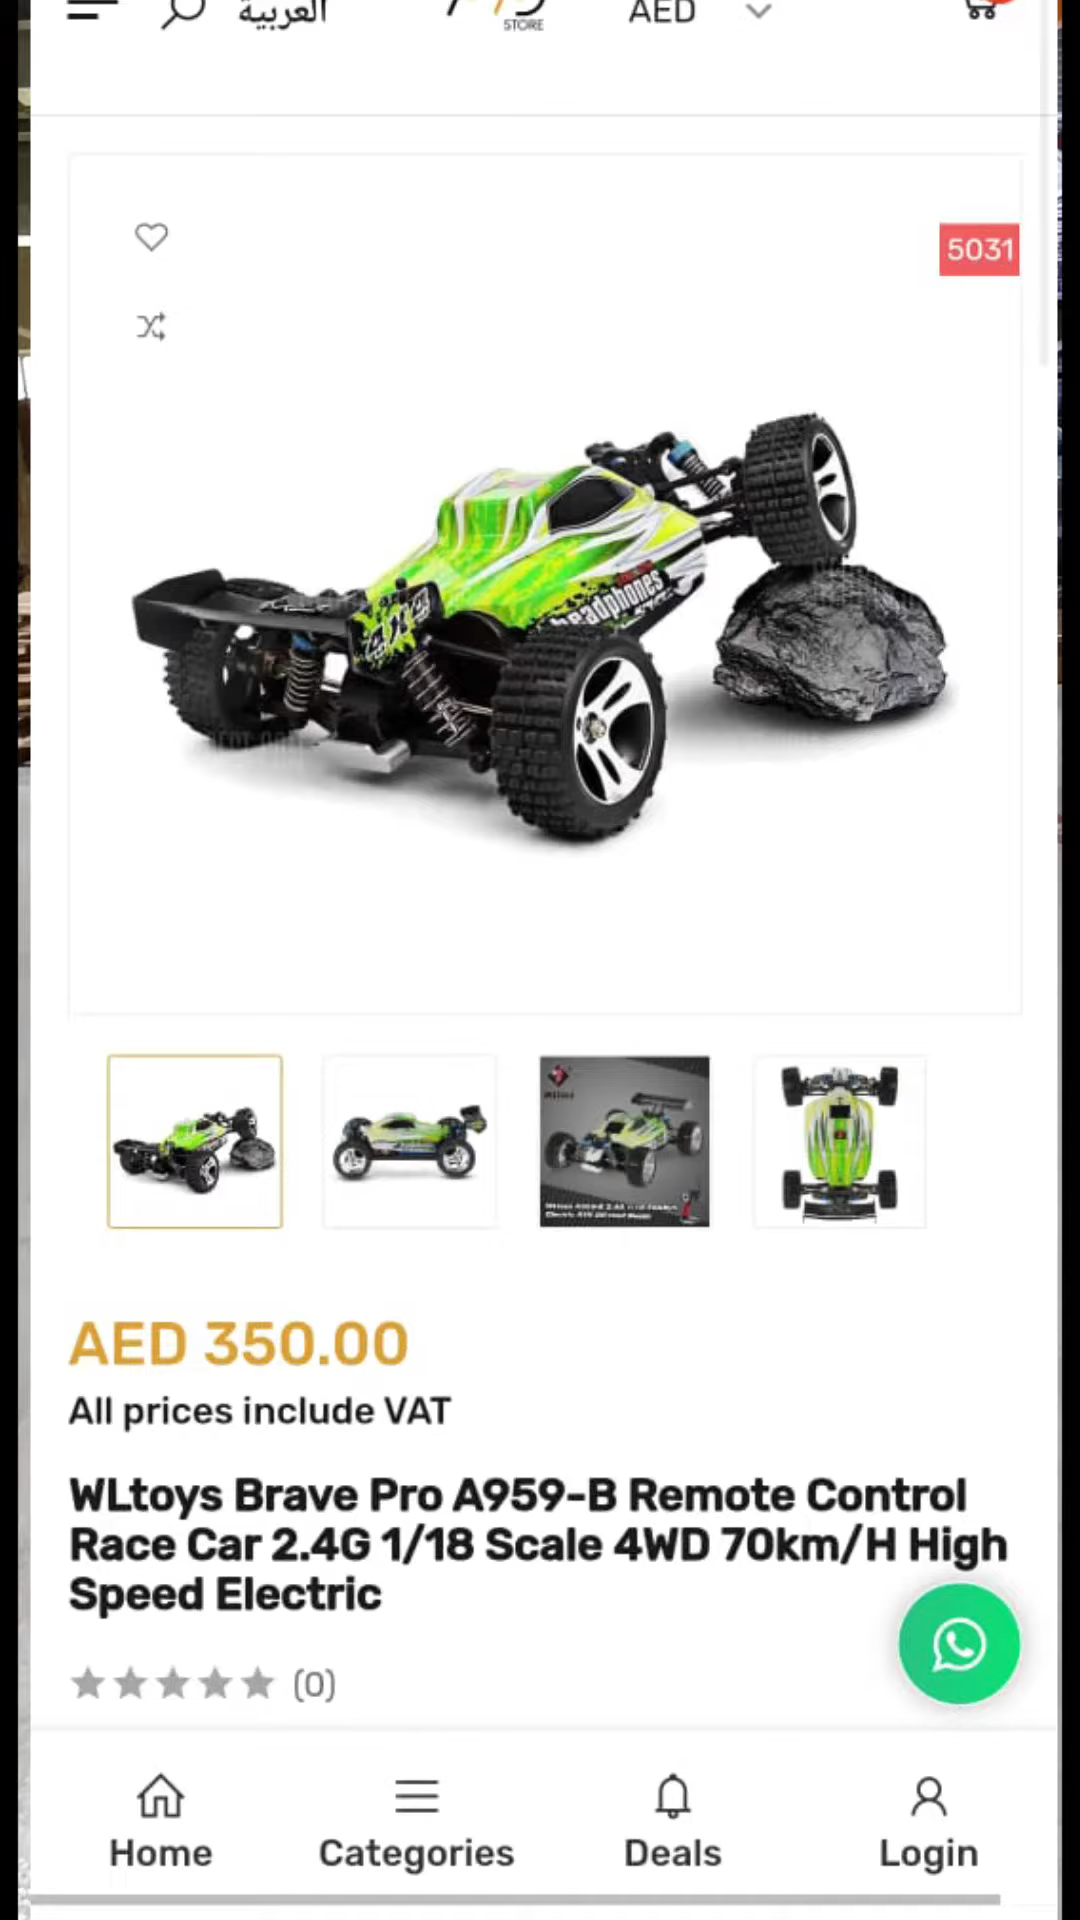 العربية
STORE
AED
5031
headphones
AED 350.00
All prices include VAT
WLtoys Brave Pro A959-B Remote Control
Race Car 2.4G 1/18 Scale 4WD 70km/H High
Speed Electric
(0)
Home
Categories
Deals
Login